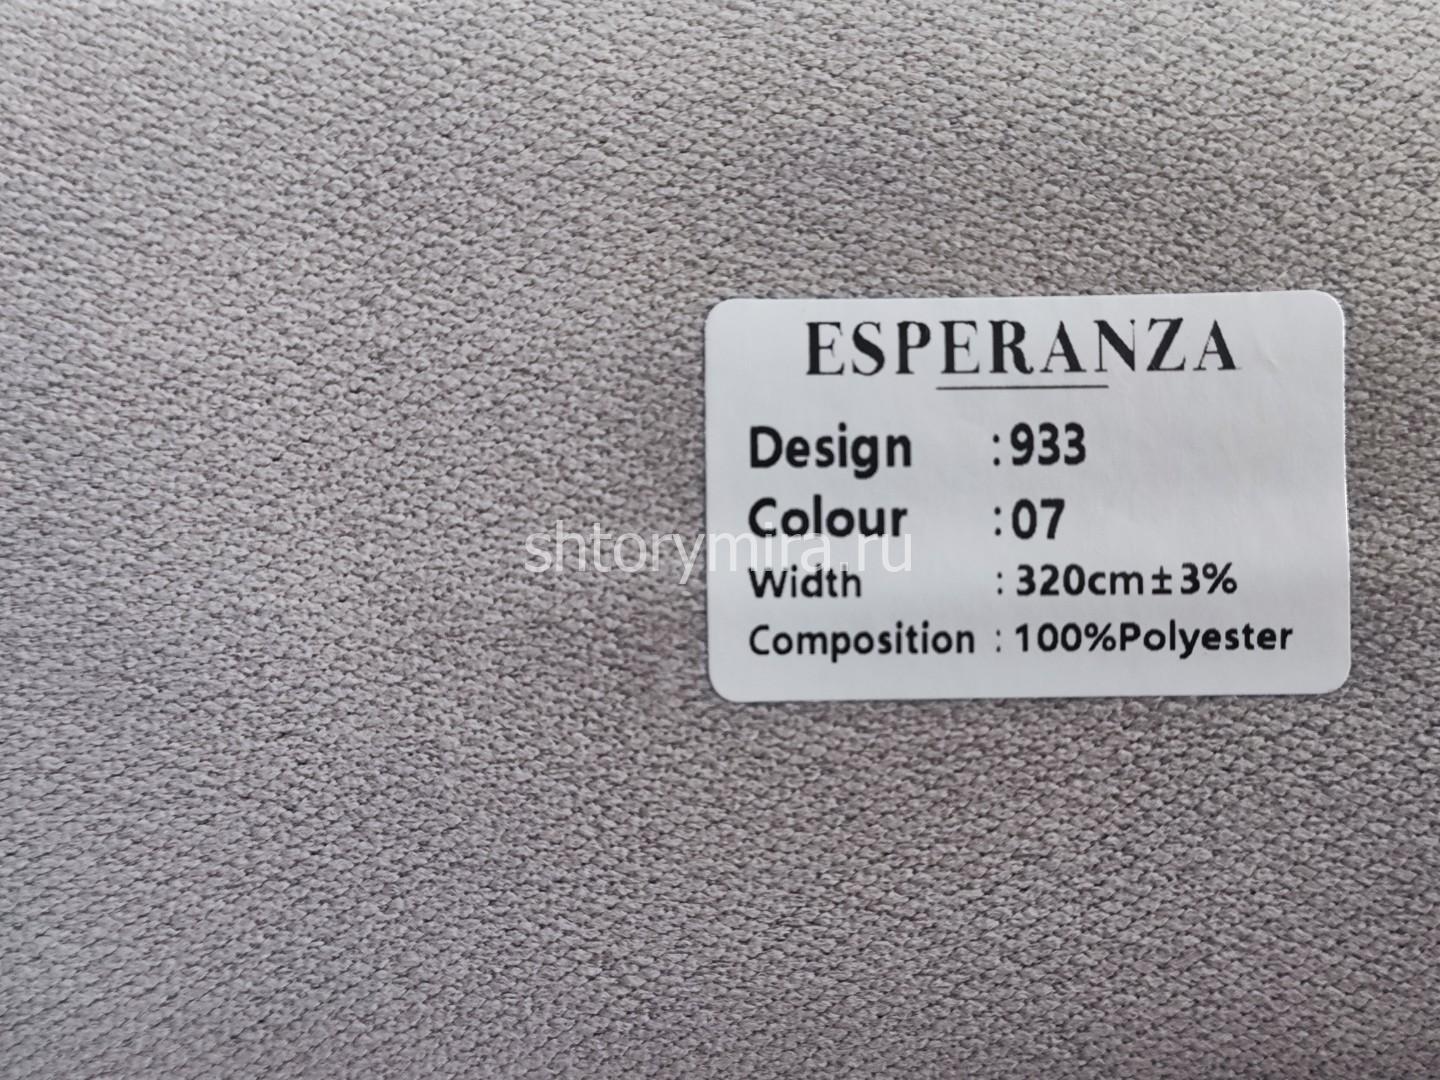 ESPERANZA
Design :933
Colour :07
shtorymira.ru
Width : 320cm±3%
Composition : 100%Polyester